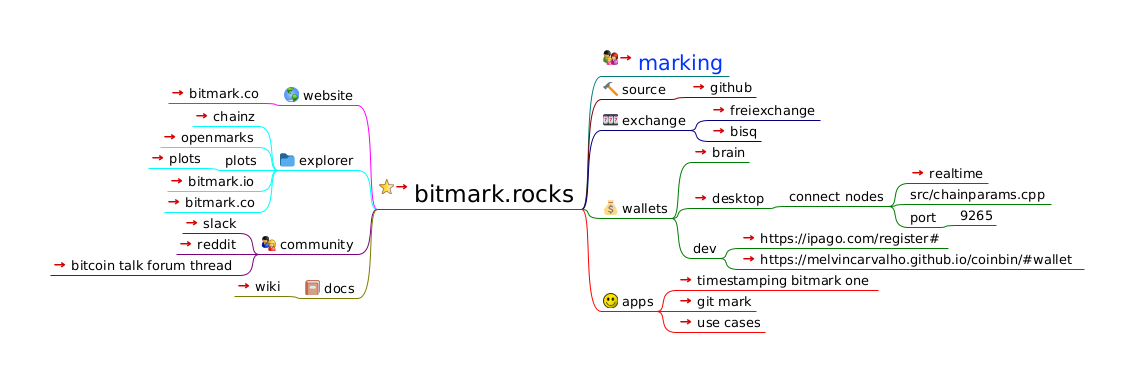 bitmark.rocks
marking
source
github
exchange
freiexchange
bisq
wallets
brain
desktop
connect nodes
realtime
src/chainparams.cpp
port
9265
dev
https://ipago.com/register#
https://melvincarvalho.github.io/coinbin/#wallet
apps
timestamping bitmark one
git mark
use cases
website
bitmark.co
explorer
chainz
openmarks
plots
plots
bitmark.io
bitmark.co
community
slack
reddit
bitcoin talk forum thread
docs
wiki